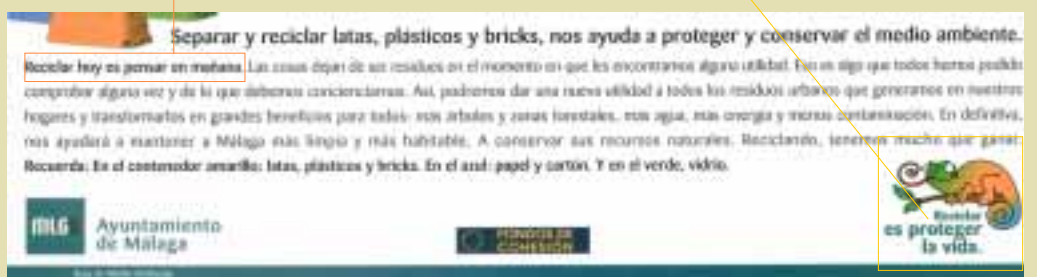 Separar y reciclar latas, plásticos y bricks, nos ayuda a proteger y conservar el medio ambiente.
Reciclar hoy es pensar en mañana. Las cosas dejan de ser residuos en el momento en que les encontramos alguna utilidad. Eso es algo que todos hemos podido
comprobar alguna vez y de lo que debemos concienciarnos. Así, podremos dar una nueva utilidad a todos los residuos urbanos que generamos en nuestros
hogares y transformarlos en grandes beneficios para todos: más árboles y zonas forestales, más agua, más energía y menos contaminación. En definitiva,
nos ayudará a mantener a Málaga más limpia y más habitable. A conservar sus recursos naturales. Reciclando, tenemos mucho que ganar.
Recuerda: En el contenedor amarillo: latas, plásticos y bricks. En el azul: papel y cartón. Y en el verde, vidrio.
MLG
Ayuntamiento
de Málaga
FONDOS DE
COHESIÓN
Reciclar
es proteger
la vida.